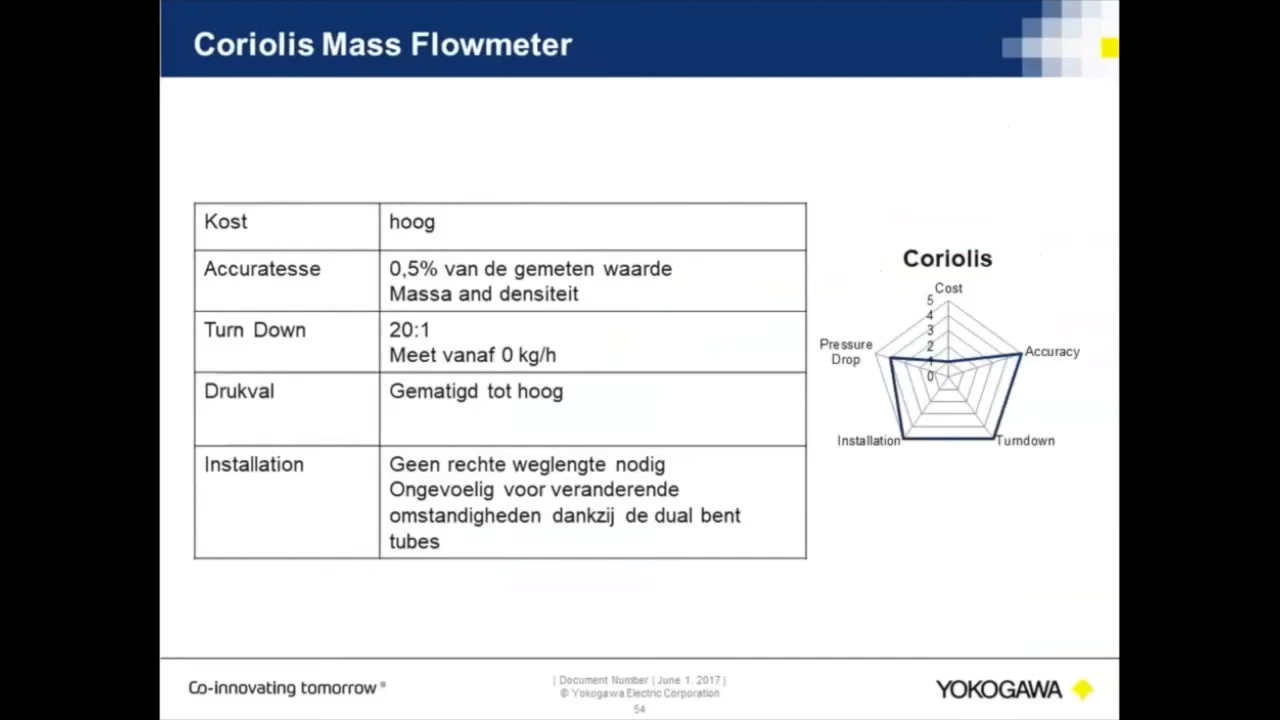 Coriolis Mass Flowmeter
Kost
hoog
Accuratesse
0,5% van de gemeten waarde
Massa and densiteit
Turn Down
20:1
Meet vanaf 0 kg/h
Drukval
Gematigd tot hoog
Installation
Geen rechte weglengte nodig
Ongevoelig voor veranderende
omstandigheden dankzij de dual bent
tubes
Coriolis
Cost
5
4
3
2
1
0
Pressure
Drop
Accuracy
Installation
Turndown
Co-innovating tomorrow®
| Document Number | June 1, 2017 |
© Yokogawa Electric Corporation
54
YOKOGAWA